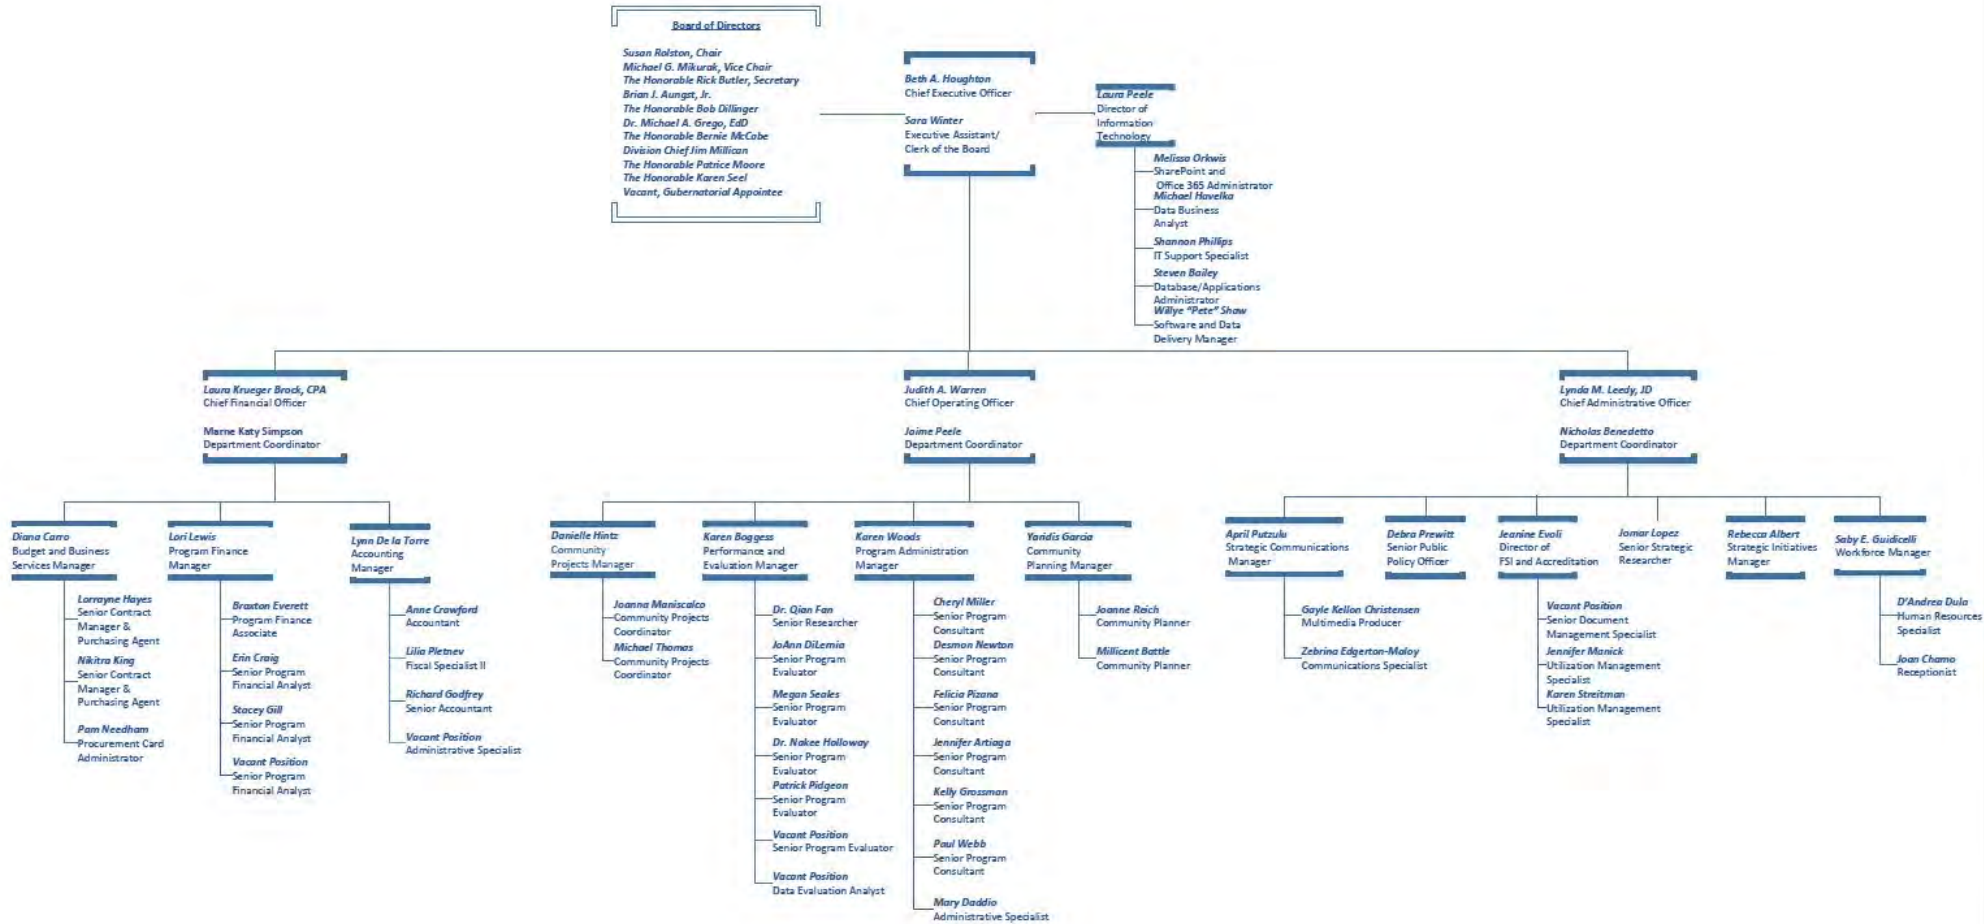 Board of Directors
Susan Rolston, Chair
Michael G. Mikurak, Vice Chair
The Honorable Rick Butler, Secretary
Brian J. Aungst, Jr.
The Honorable Bob Dillinger
Dr. Michael A. Grego, EdD
The Honorable Bernie McCabe
Division Chief Jim Millican
The Honorable Patrice Moore
The Honorable Karen Seel
Vacant, Gubernatorial Appointee
Beth A. Houghton
Chief Executive Officer
Sara Winter
Executive Assistant/
Clerk of the Board
Laura Peele
Director of
Information
Technology
Melissa Orkwis
SharePoint and
Office 365 Administrator
Michael Havelka
Data Business
Analyst
Shannon Phillips
IT Support Specialist
Steven Bailey
Database/Applications
Administrator
Willye "Pete" Shaw
Software and Data
Delivery Manager
Laura Krueger Brock, CPA
Chief Financial Officer
Marne Katy Simpson
Department Coordinator
Judith A. Warren
Chief Operating Officer
Jaime Peele
Department Coordinator
Lynda M. Leedy, JD
Chief Administrative Officer
Nicholas Benedetto
Department Coordinator
Diana Carro
Budget and Business
Services Manager
Lorrayne Hayes
Senior Contract
Manager &
Purchasing Agent
Nikitra King
Senior Contract
Manager &
Purchasing Agent
Pam Needham
Procurement Card
Administrator
Lori Lewis
Program Finance
Manager
Braxton Everett
Program Finance
Associate
Erin Craig
Senior Program
Financial Analyst
Stacey Gill
Senior Program
Financial Analyst
Vacant Position
Senior Program
Financial Analyst
Lynn De la Torre
Accounting
Manager
Anne Crawford
Accountant
Lilia Pletnev
Fiscal Specialist II
Richard Godfrey
Senior Accountant
Vacant Position
Administrative Specialist
Danielle Hintz
Community
Projects Manager
Joanna Maniscalco
Community Projects
Coordinator
Michael Thomas
Community Projects
Coordinator
Karen Boggess
Performance and
Evaluation Manager
Dr. Qian Fan
Senior Researcher
JoAnn DiLemia
Senior Program
Evaluator
Megan Seales
Senior Program
Evaluator
Dr. Nakee Holloway
Senior Program
Evaluator
Patrick Pidgeon
Senior Program
Evaluator
Vacant Position
Senior Program Evaluator
Vacant Position
Data Evaluation Analyst
Karen Woods
Program Administration
Manager
Cheryl Miller
Senior Program
Consultant
Desmon Newton
Senior Program
Consultant
Felicia Pizana
Senior Program
Consultant
Jennifer Artiaga
Senior Program
Consultant
Kelly Grossman
Senior Program
Consultant
Paul Webb
Senior Program
Consultant
Mary Daddio
Administrative Specialist
Yaridis Garcia
Community
Planning Manager
Joanne Reich
Community Planner
Millicent Battle
Community Planner
April Putzulu
Strategic Communications
Manager
Gayle Kellon Christensen
Multimedia Producer
Zebrina Edgerton-Maloy
Communications Specialist
Debra Prewitt
Senior Public
Policy Officer
Jeanine Evoli
Director of
FSI and Accreditation
Vacant Position
Senior Document
Management Specialist
Jennifer Manick
Utilization Management
Specialist
Karen Streitman
Utilization Management
Specialist
Jomar Lopez
Senior Strategic
Researcher
Rebecca Albert
Strategic Initiatives
Manager
Saby E. Guidicelli
Workforce Manager
D'Andrea Dula
Human Resources
Specialist
Joan Chamo
Receptionist